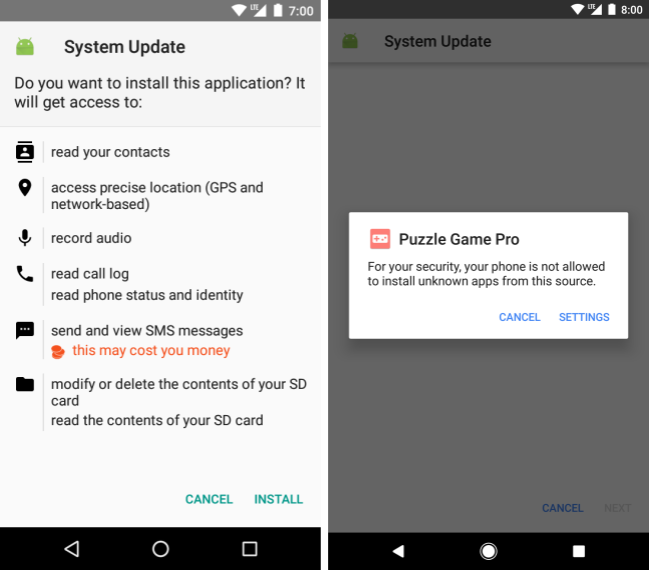 7:00
System Update
Do you want to install this application? It
will get access to:
read your contacts
access precise location (GPS and
network-based)
record audio
read call log
read phone status and identity
send and view SMS messages
this may cost you money
modify or delete the contents of your SD
card
read the contents of your SD card
CANCEL INSTALL
LTE 8:00
System Update
Puzzle Game Pro
For your security, your phone is not allowed
to install unknown apps from this source.
CANCEL SETTINGS
CANCEL NEXT